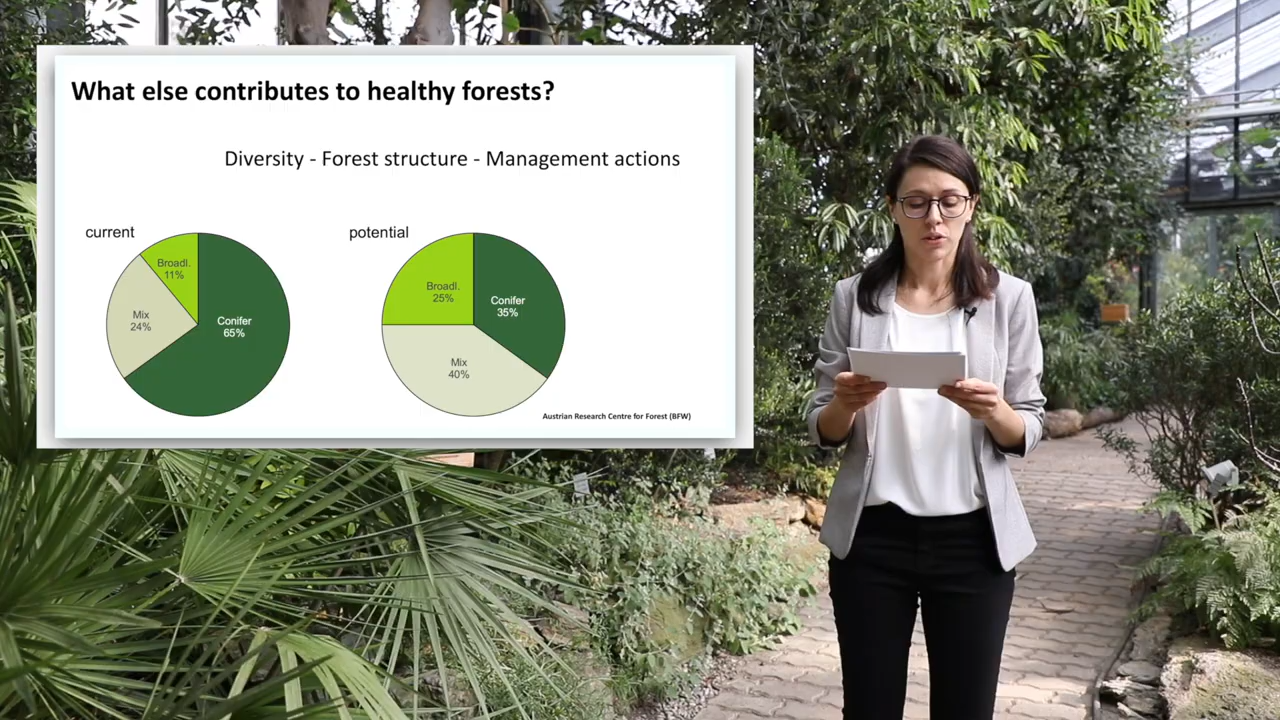 What else contributes to healthy forests?
Diversity - Forest structure - Management actions
current
Broadl.
11%
Mix
24%
Conifer
65%
potential
Broadl.
25%
Conifer
35%
Mix
40%
Austrian Research Centre for Forest (BFW)